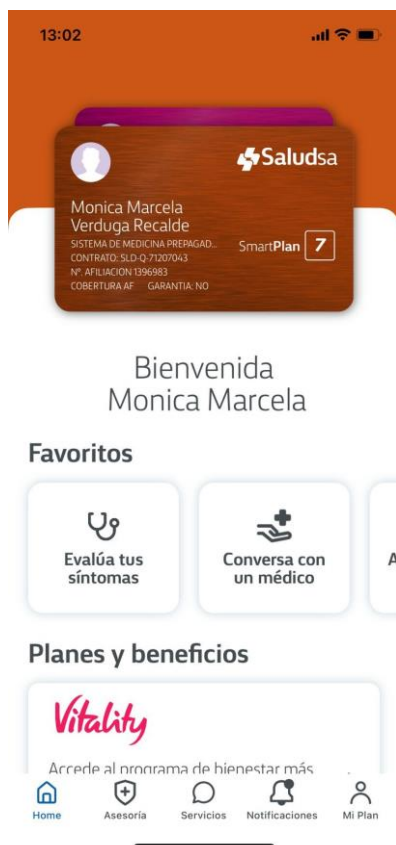 13:02
Saludsa
Monica Marcela
Verduga Recalde
SISTEMA DE MEDICINA PREPAGAD...
SmartPlan 7
CONTRATO: SLD-Q-71207043
Nº. AFILIACION 1396983
COBERTURA AF GARANTIA: NO
Bienvenida
Monica Marcela
Favoritos
Evalúa tus
síntomas
Conversa con
un médico
A
Planes y beneficios
Vitality
Accede al programa de bienestar más
Home
Asesoría
Servicios
Notificaciones
Mi Plan